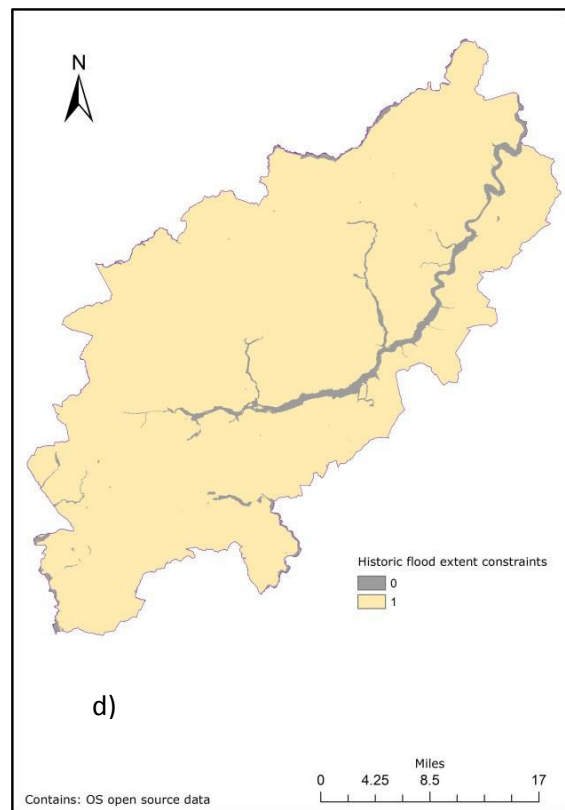 N
Historic flood extent constraints
0
1
d)
Miles
0 4.25 8.5 17
Contains: OS open source data